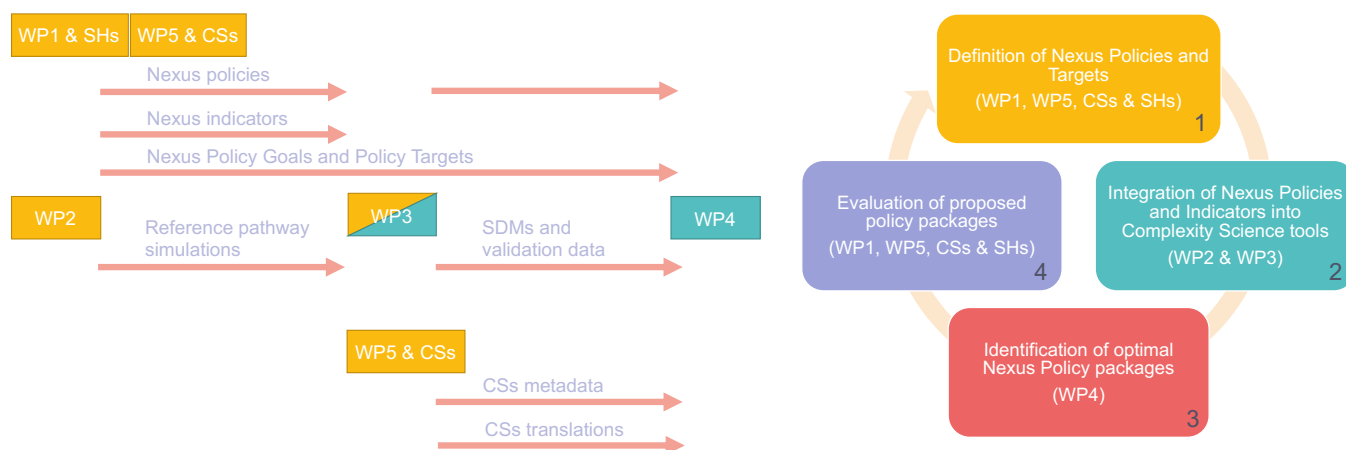 WP1 & SHs
WP5 & CSs
Nexus policies
Nexus indicators
Nexus Policy Goals and Policy Targets
WP2
Reference pathway
simulations
WP3
SDMs and
validation data
WP4
WP5 & CSs
CSs metadata
CSs translations
Definition of Nexus Policies and
Targets
(WP1, WP5, CSs & SHs)
1
Integration of Nexus Policies
and Indicators into
Complexity Science tools
(WP2 & WP3)
2
Identification of optimal
Nexus Policy packages
(WP4)
3
Evaluation of proposed
policy packages
(WP1, WP5, CSs & SHs)
4